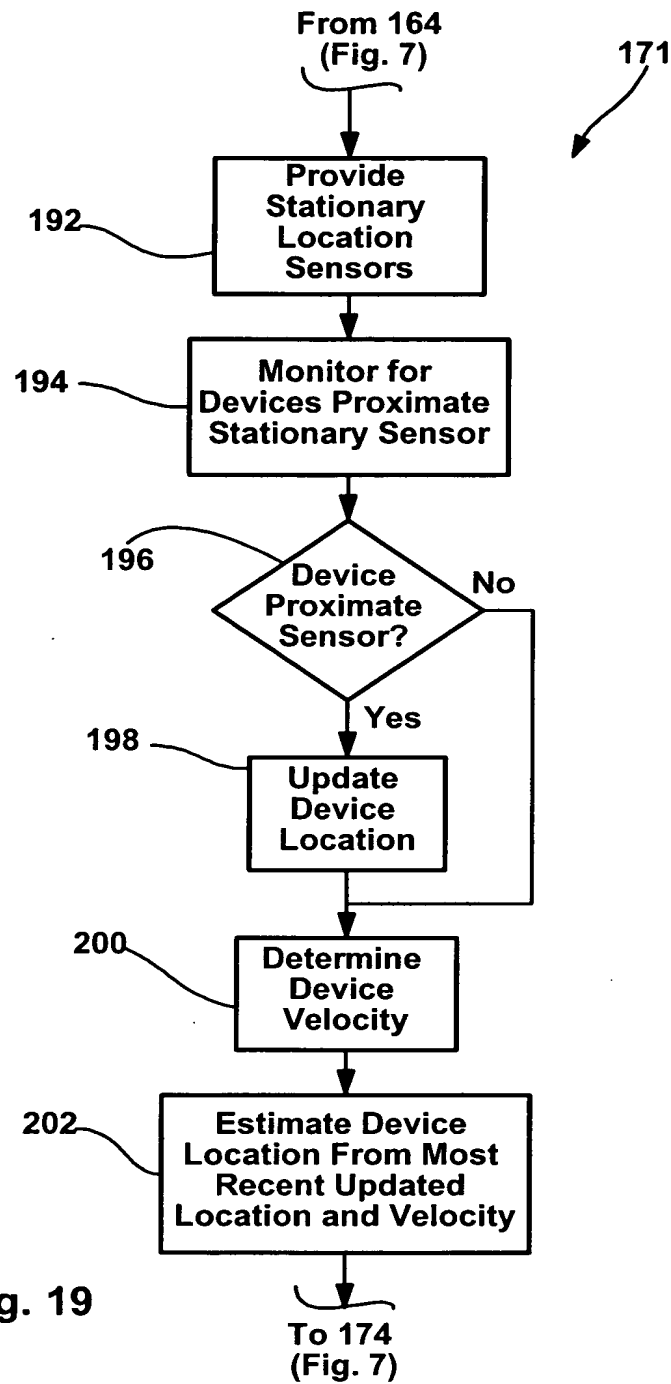 From 164
(Fig. 7)
171
Provide
Stationary
Location
Sensors
192
Monitor for
Devices Proximate
Stationary Sensor
194
196
Device
Proximate
Sensor?
No
Yes
198
Update
Device
Location
200
Determine
Device
Velocity
202
Estimate Device
Location From Most
Recent Updated
Location and Velocity
g. 19
To 174
(Fig. 7)